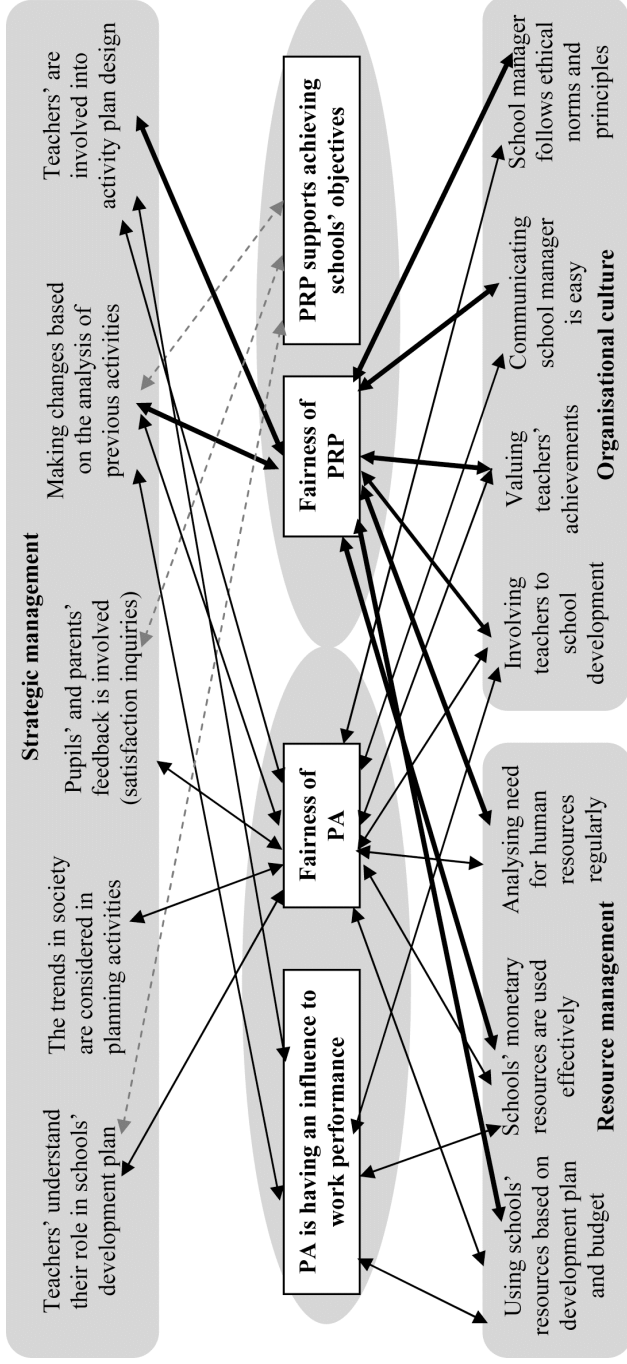 Strategic management
Teachers’ understand
their role in schools’
development plan
The trends in society
are considered in
planning activities
Pupils’ and parents’
feedback is involved
(satisfaction inquiries)
Making changes based
on the analysis of
previous activities
Teachers’ are
involved into
activity plan design
PA is having an influence to
work performance
Fairness of
PA
Fairness of
PRP
PRP supports achieving
schools’ objectives
Using schools’
resources based on
development plan
and budget
Schools’ monetary
resources are used
effectively
Analysing need
for human
resources
regularly
Resource management
Involving
teachers to
school
development
Valuing
teachers’
achievements
Communicating
school manager
is easy
School manager
follows ethical
norms and
principles
Organisational culture